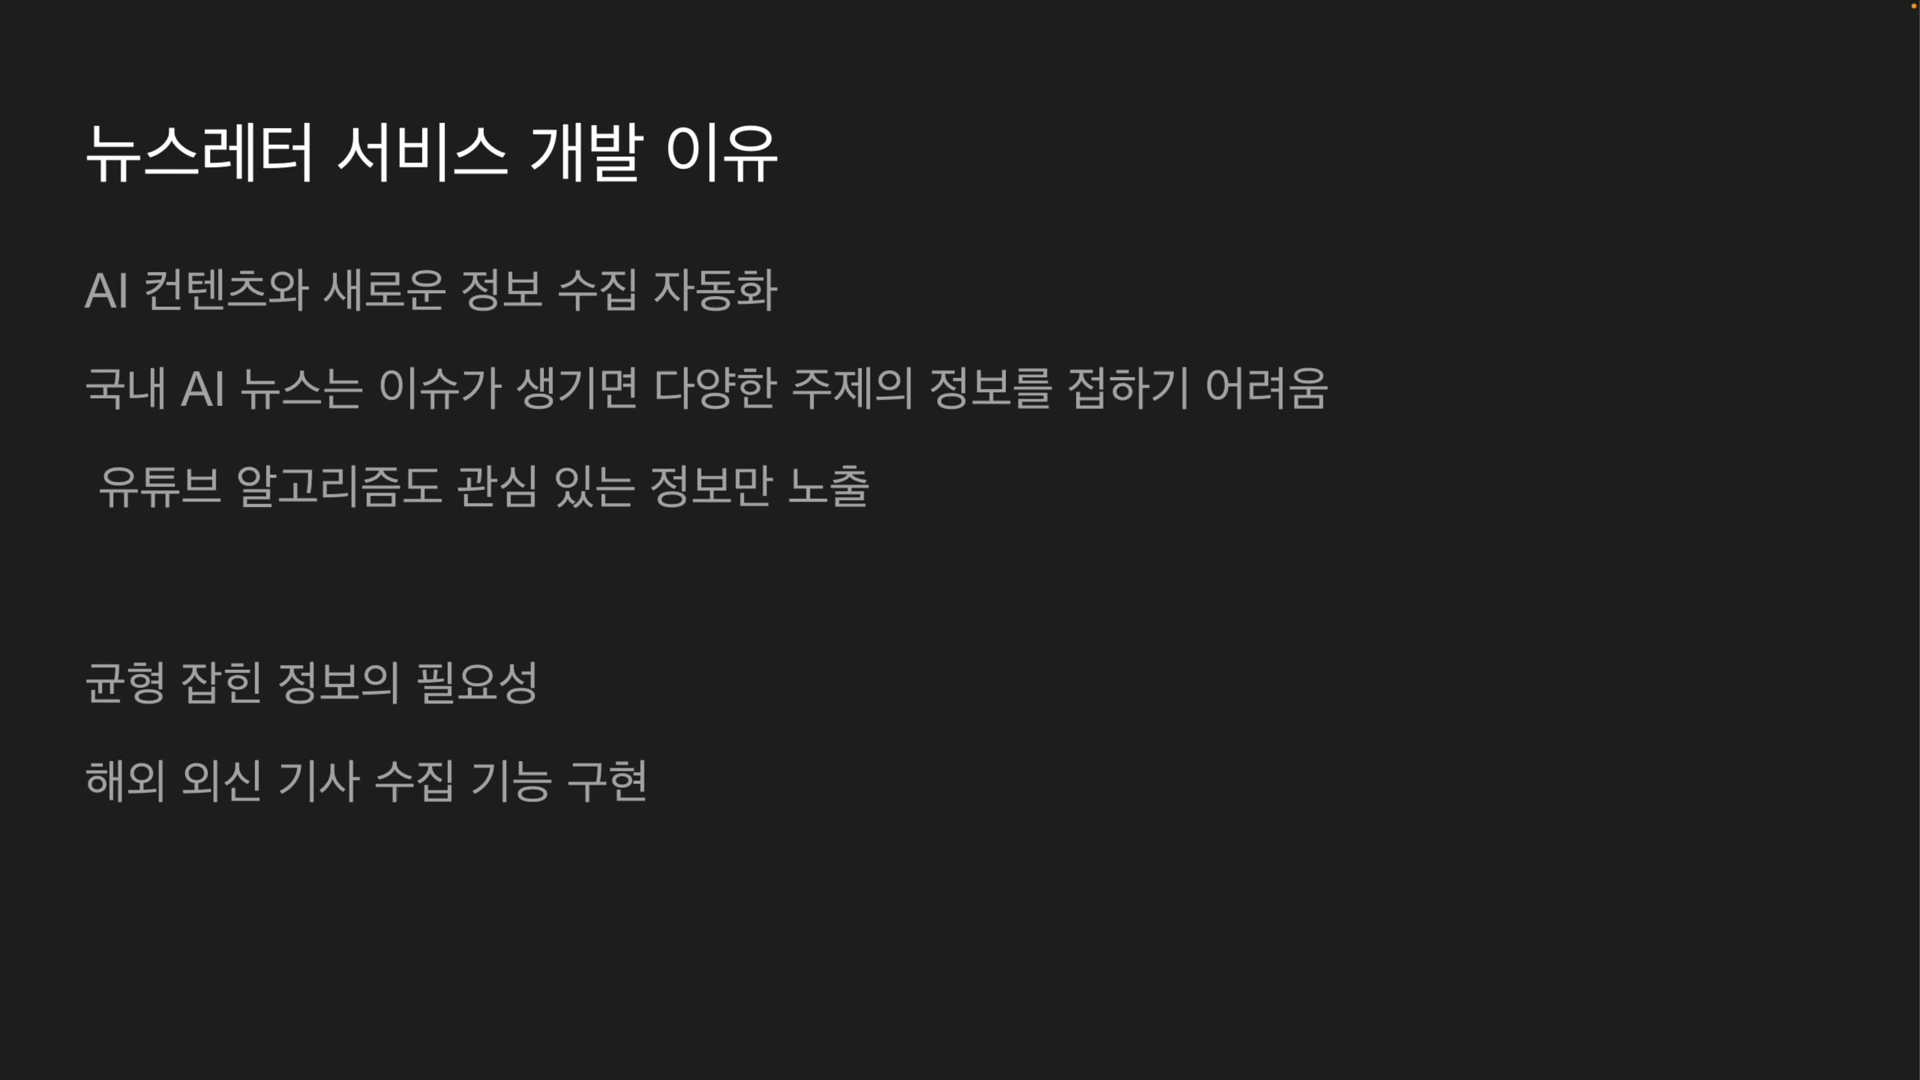 뉴스레터 서비스 개발 이유
AI 컨텐츠와 새로운 정보 수집 자동화
국내 AI 뉴스는 이슈가 생기면 다양한 주제의 정보를 접하기 어려움
유튜브 알고리즘도 관심 있는 정보만 노출
균형 잡힌 정보의 필요성
해외 외신 기사 수집 기능 구현